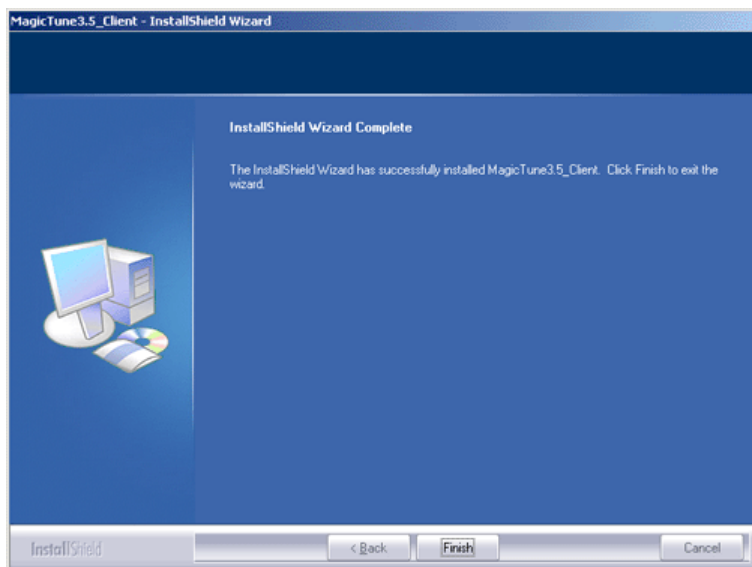 MagicTune3.5_Client - InstallShield Wizard
InstallShield Wizard Complete
The InstallShield Wizard has successfully installed MagicTune3.5_Client. Click Finish to exit the
wizard.
InstallShield
< Back
Finish
Cancel